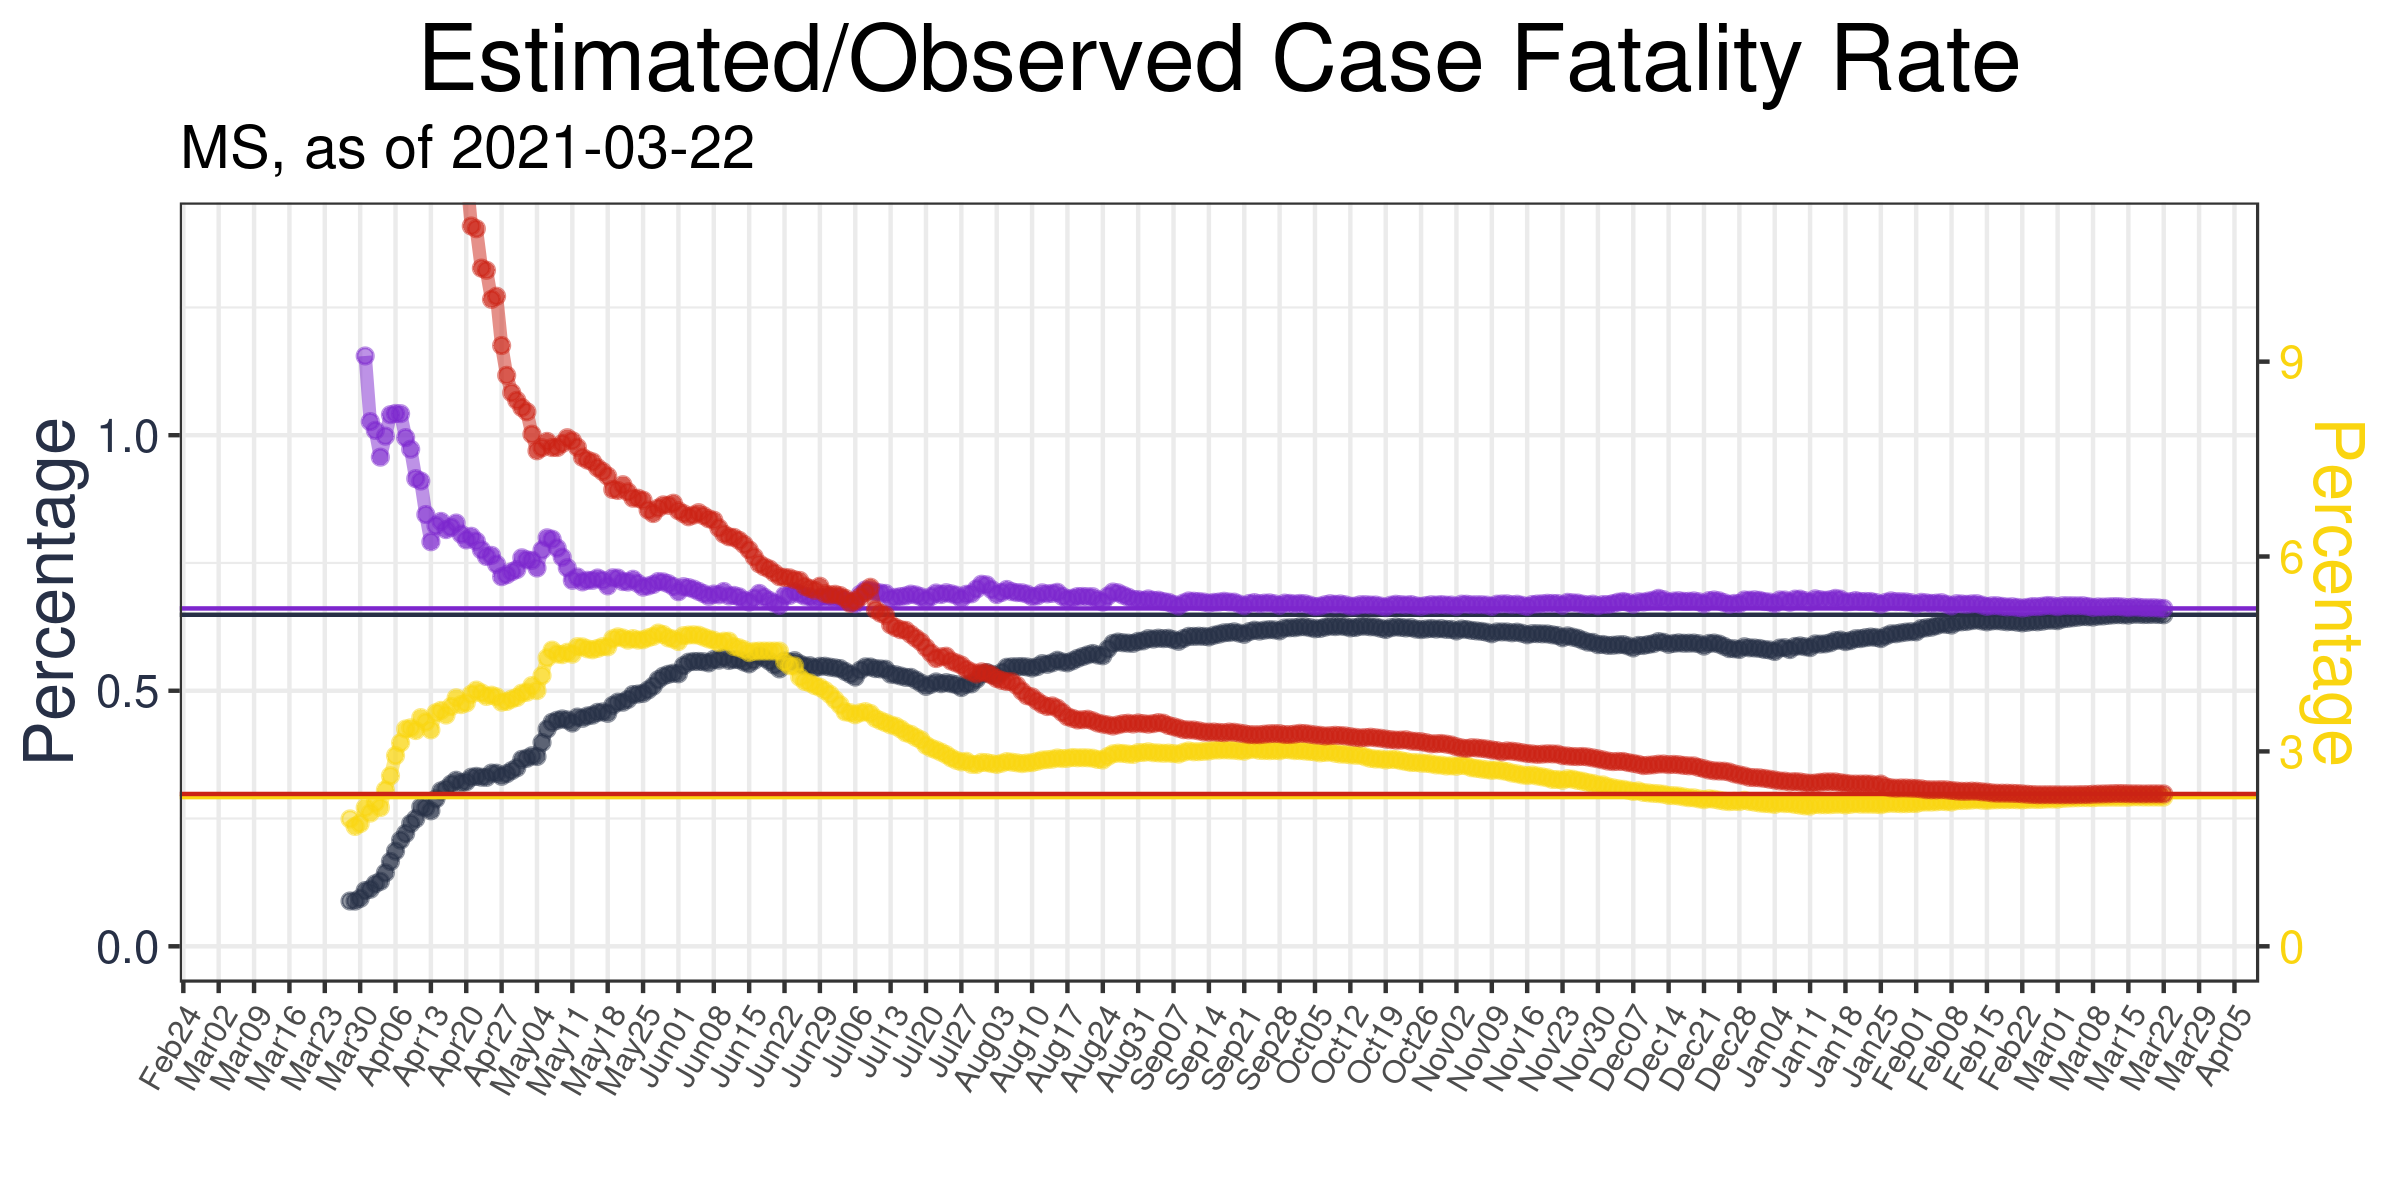 Estimated/Observed Case Fatality Rate
MS, as of 2021-03-22
Percentage
1.0
0.5
0.0
9
6
3
0
Percentage
Feb24
Mar02
Mar09
Mar16
Mar23
Mar30
Apr06
Apr13
Apr20
Apr27
May04
May11
May18
May25
Jun01
Jun08
Jun15
Jun22
Jun29
Jul06
Jul13
Jul20
Jul27
Aug03
Aug10
Aug17
Aug24
Aug31
Sep07
Sep14
Sep21
Sep28
Oct05
Oct12
Oct19
Oct26
Nov02
Nov09
Nov16
Nov23
Nov30
Dec07
Dec14
Dec21
Dec28
Jan04
Jan11
Jan18
Jan25
Feb01
Feb08
Feb15
Feb22
Mar01
Mar08
Mar15
Mar22
Mar29
Apr05